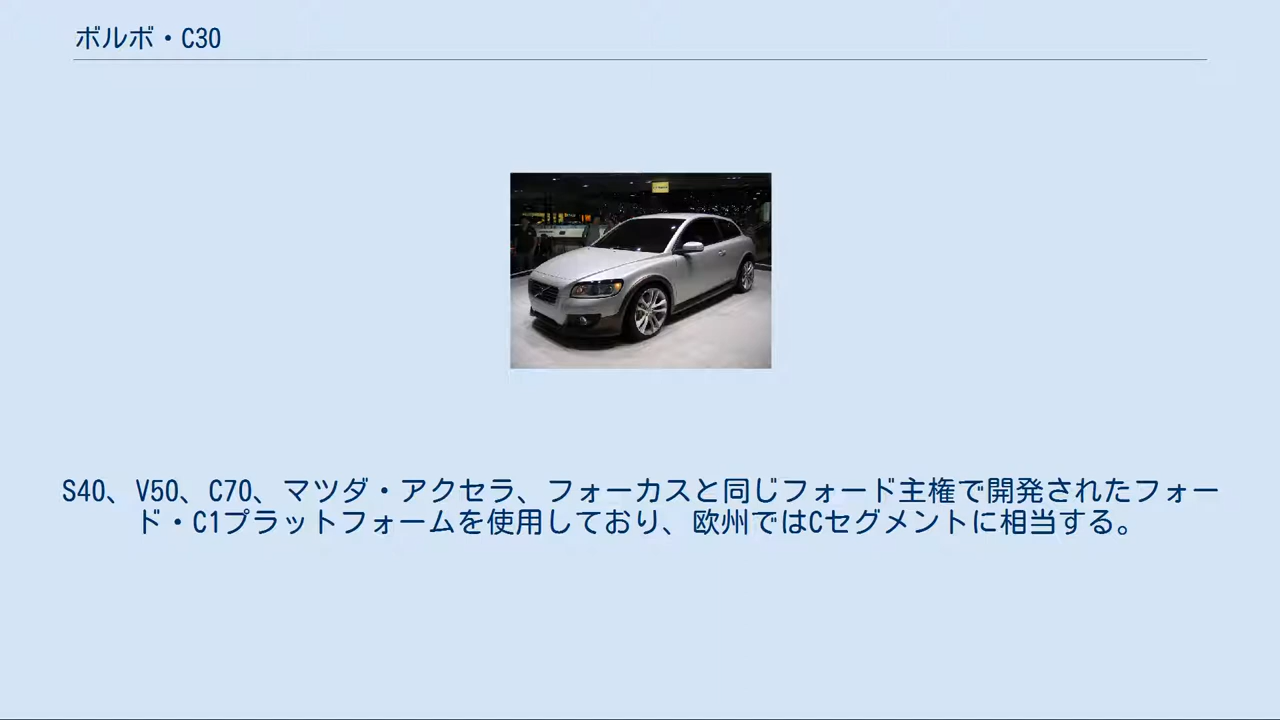 ボルボ・C30
S40、V50、C70、マツダ・アクセラ、フォーカスと同じフォード主権で開発されたフォー
ド・C1プラットフォームを使用しており、欧州ではCセグメントに相当する。